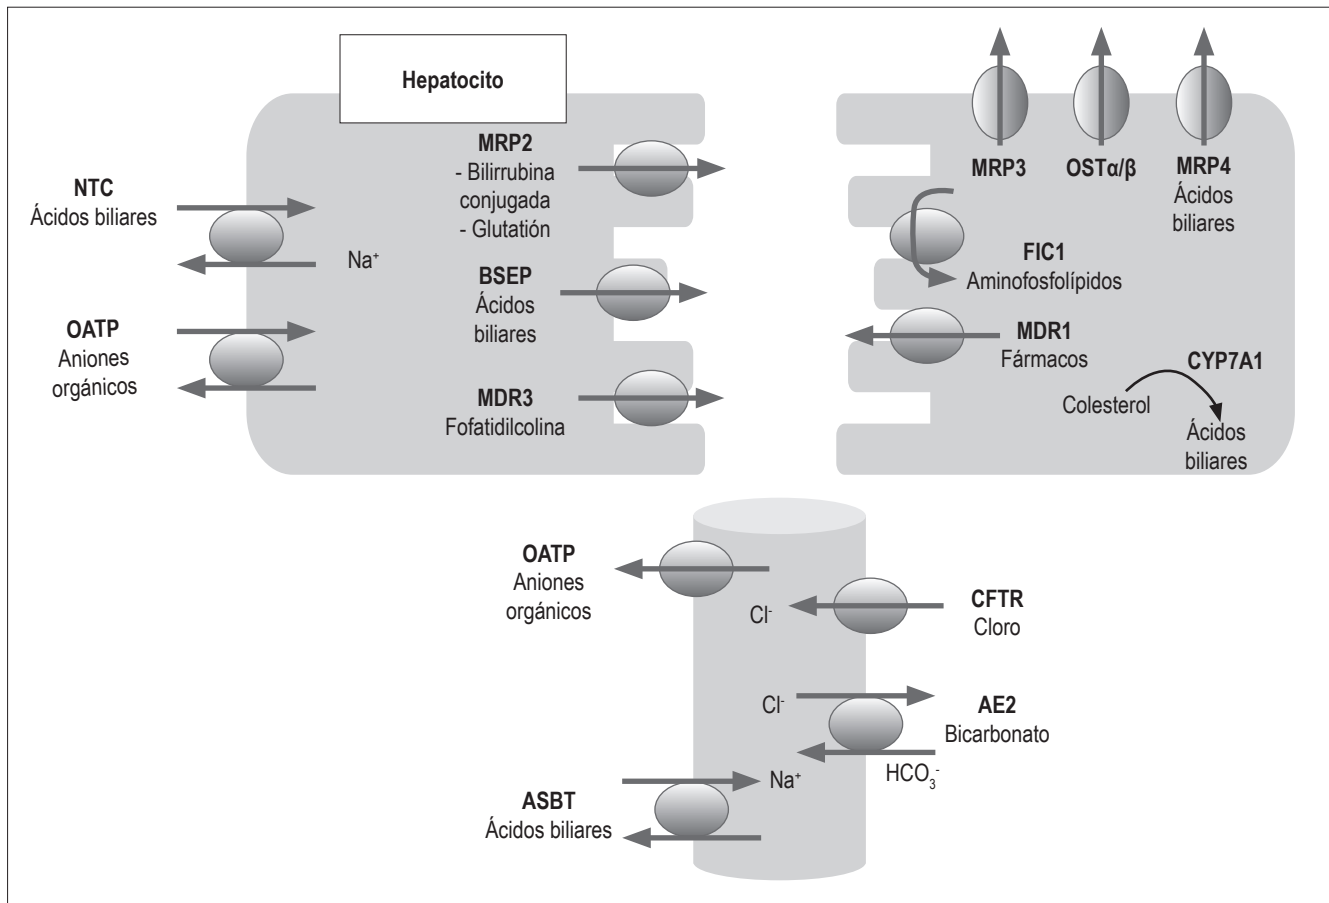 Hepatocito
NTC
Ácidos biliares
Na⁺
OATP
Aniones
orgánicos
MRP2
- Bilirrubina
conjugada
- Glutatión
BSEP
Ácidos
biliares
MDR3
Fofatidilcolina
MRP3
OSTα/β
MRP4
Ácidos
biliares
FIC1
Aminofosfolípidos
MDR1
Fármacos
CYP7A1
Colesterol
Ácidos
biliares
OATP
Aniones
orgánicos
Cl⁻
CFTR
Cloro
Cl⁻
AE2
Bicarbonato
HCO₃⁻
Na⁺
ASBT
Ácidos biliares